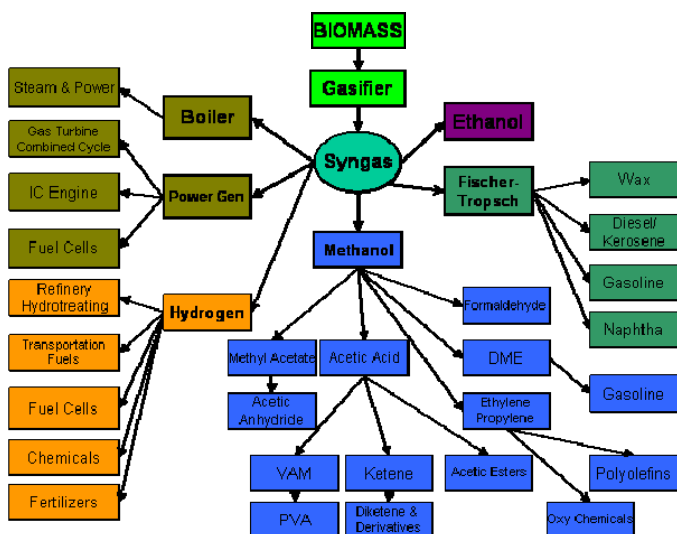 BIOMASS
Gasifier
Syngas
Ethanol
Boiler
Steam & Power
Gas Turbine
Combined Cycle
Power Gen
IC Engine
Fuel Cells
Fischer-
Tropsch
Wax
Diesel/
Kerosene
Gasoline
Naphtha
Hydrogen
Refinery
Hydrotreating
Transportation
Fuels
Fuel Cells
Chemicals
Fertilizers
Methanol
Formaldehyde
Methyl Acetate
Acetic Acid
DME
Gasoline
Acetic
Anhydride
Ethylene
Propylene
VAM
Ketene
Acetic Esters
Polyolefins
PVA
Diketene &
Derivatives
Oxy Chemicals